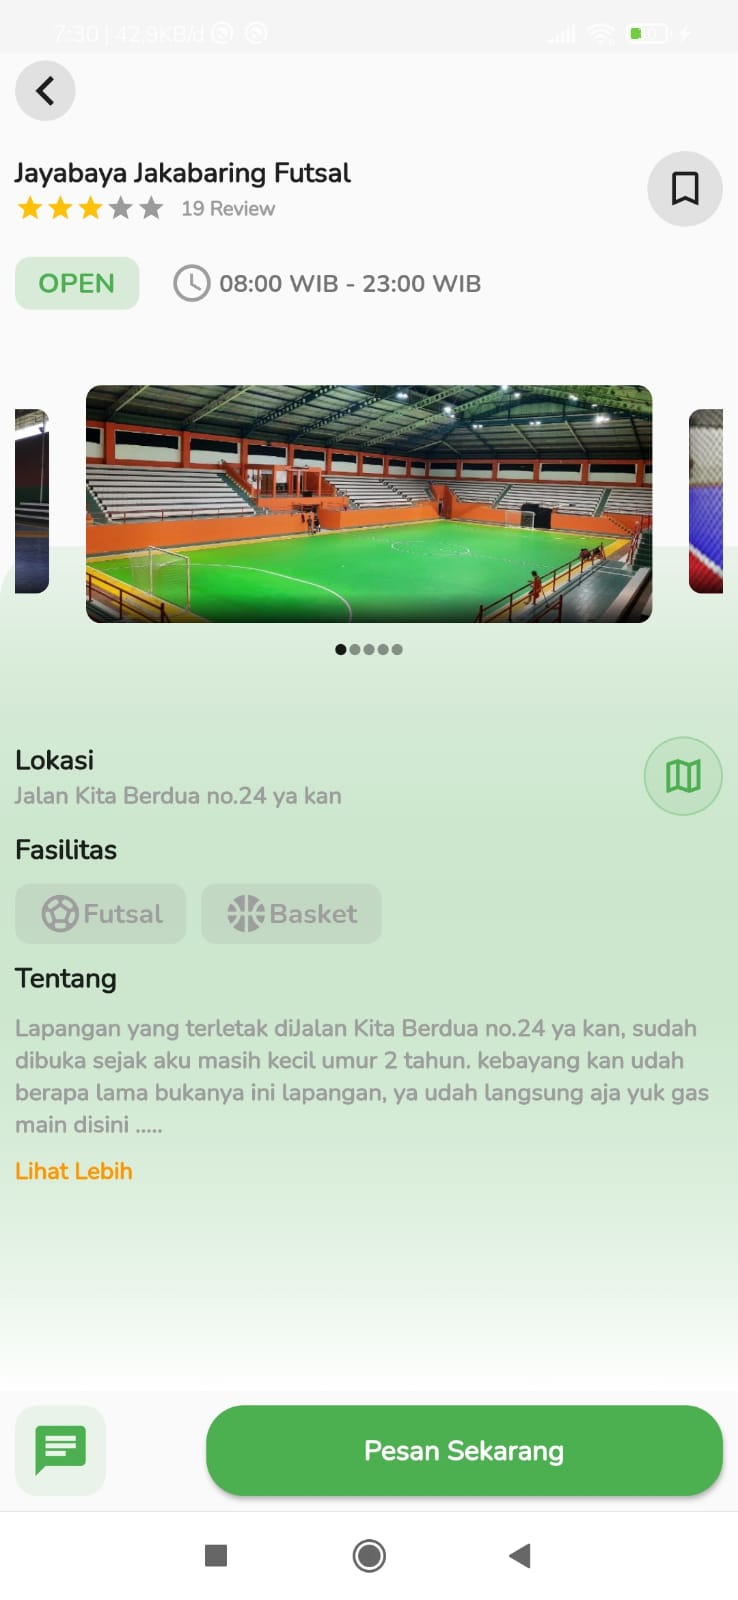 7:30 | 42,9KB/d
Jayabaya Jakabaring Futsal
19 Review
OPEN
08:00 WIB - 23:00 WIB
Lokasi
Jalan Kita Berdua no.24 ya kan
Fasilitas
Futsal
Basket
Tentang
Lapangan yang terletak diJalan Kita Berdua no.24 ya kan, sudah
dibuka sejak aku masih kecil umur 2 tahun. kebayang kan udah
berapa lama bukanya ini lapangan, ya udah langsung aja yuk gas
main disini .....
Lihat Lebih
Pesan Sekarang